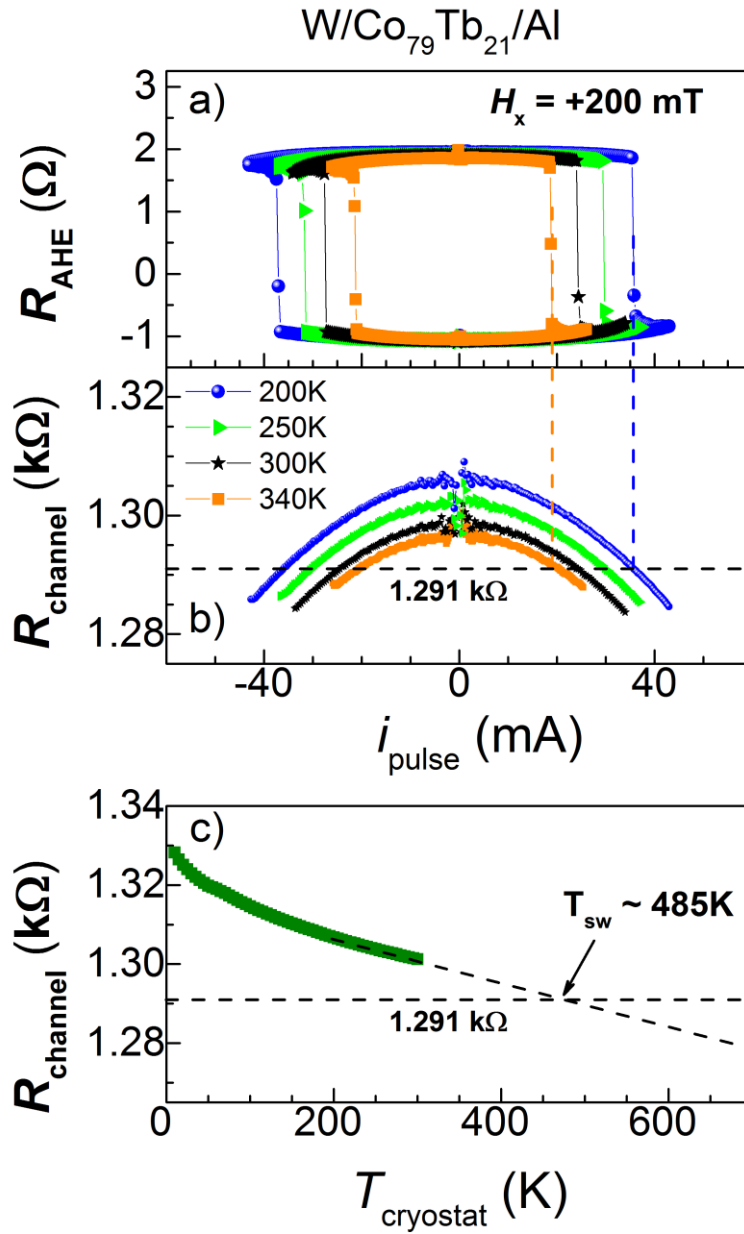 W/Co79Tb21/Al
a)
Hx = +200 mT
3
2
1
0
-1
RAHE (Ω)
1.32
1.30
1.28
Rchannel (kΩ)
200K
250K
300K
340K
1.291 kΩ
b)
-40 0 40
ipulse (mA)
1.34
1.32
1.30
1.28
Rchannel (kΩ)
c)
Tsw ~ 485K
1.291 kΩ
0 200 400 600
Tcryostat (K)